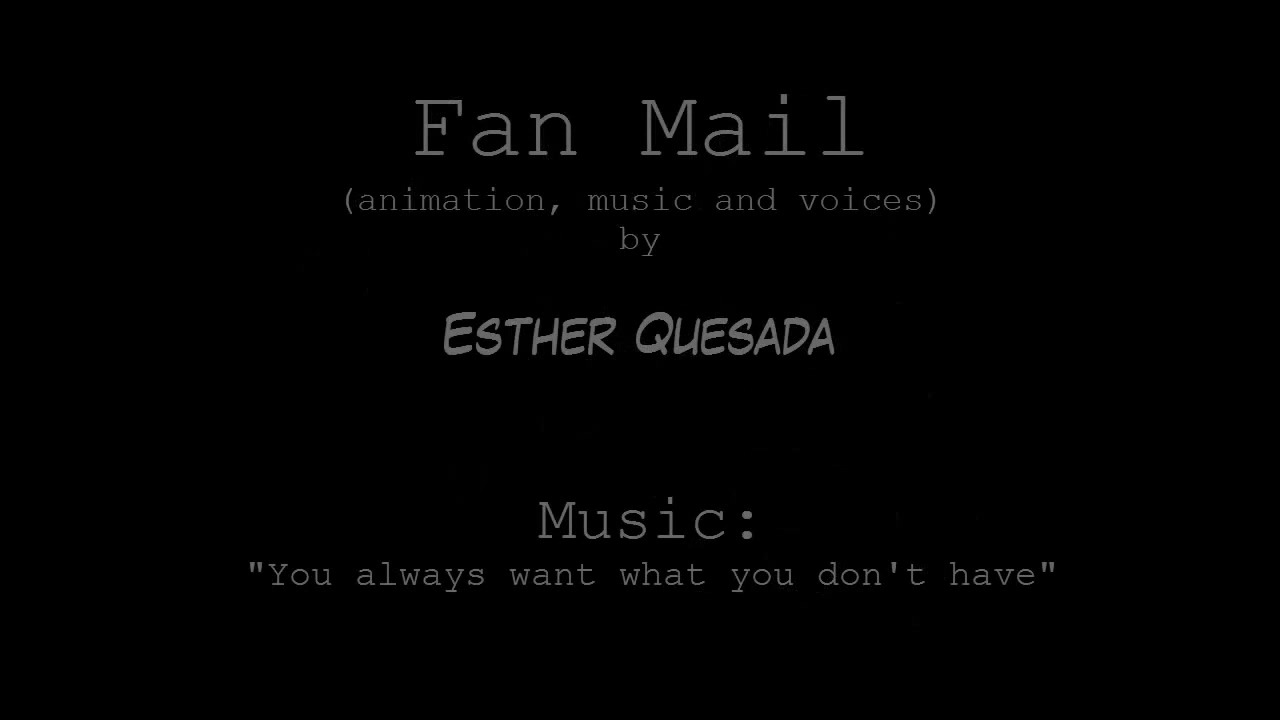 Fan Mail
(animation, music and voices)
by
ESTHER QUESADA
Music:
"You always want what you don't have"